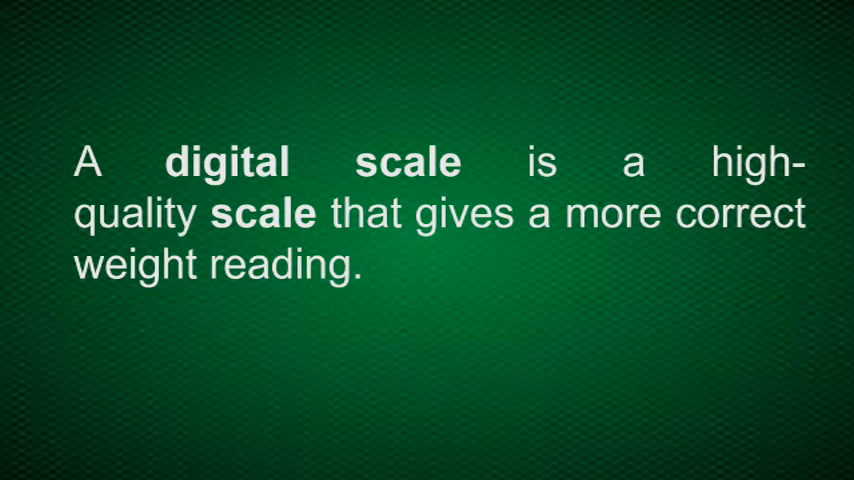 A digital scale is a high-
quality scale that gives a more correct
weight reading.